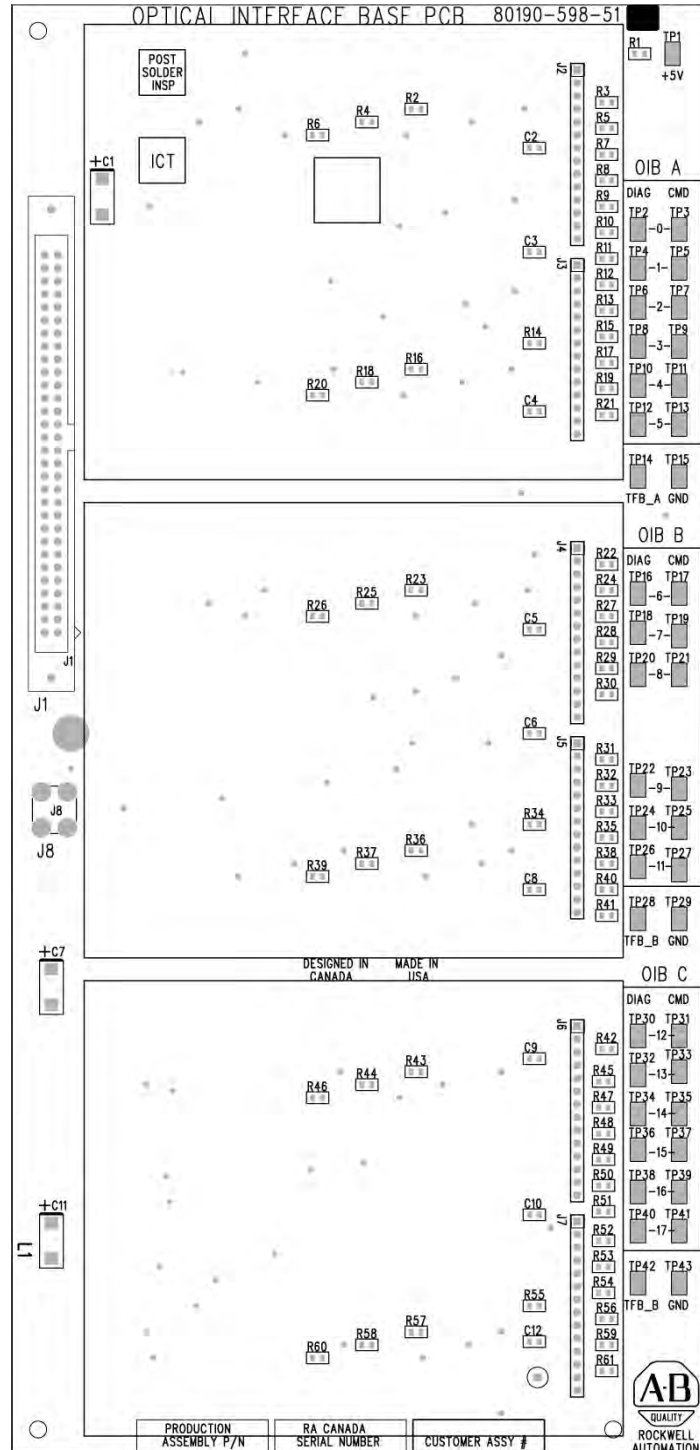 OPTICAL INTERFACE BASE PCB 80190-598-51
R1 TP1
+5V
POST
SOLDER
INSP
ICT
+C1
R2
R4
R6
C2
J2
R3
R5
R7
R8
R9
R10
R11
C3
J3
R12
R13
R14
R15
R17
R16
R18
R19
R20
C4
R21
OIB A
DIAG CMD
TP2 -0- TP3
TP4 -1- TP5
TP6 -2- TP7
TP8 -3- TP9
TP10 -4- TP11
TP12 -5- TP13
TP14 TP15
TFB_A GND
J1
J1
J8
J8
J4
R22
R23
R24
R25
R26
R27
C5
R28
R29
R30
C6
J5
R31
R32
R33
R34
R35
R36
R37
R38
R39
C8
R40
R41
OIB B
DIAG CMD
TP16 -6- TP17
TP18 -7- TP19
TP20 -8- TP21
TP22 -9- TP23
TP24 -10- TP25
TP26 -11- TP27
TP28 TP29
TFB_B GND
+C7
DESIGNED IN CANADA
MADE IN USA
J6
R42
C9
R43
R44
R45
R46
R47
R48
R49
R50
C10
R51
J7
R52
R53
R54
R55
R56
R57
R58
C12
R59
R60
R61
+C11
L1
OIB C
DIAG CMD
TP30 -12- TP31
TP32 -13- TP33
TP34 -14- TP35
TP36 -15- TP37
TP38 -16- TP39
TP40 -17- TP41
TP42 TP43
TFB_B GND
PRODUCTION
ASSEMBLY P/N
RA CANADA
SERIAL NUMBER
CUSTOMER ASSY #
A-B
QUALITY
ROCKWELL